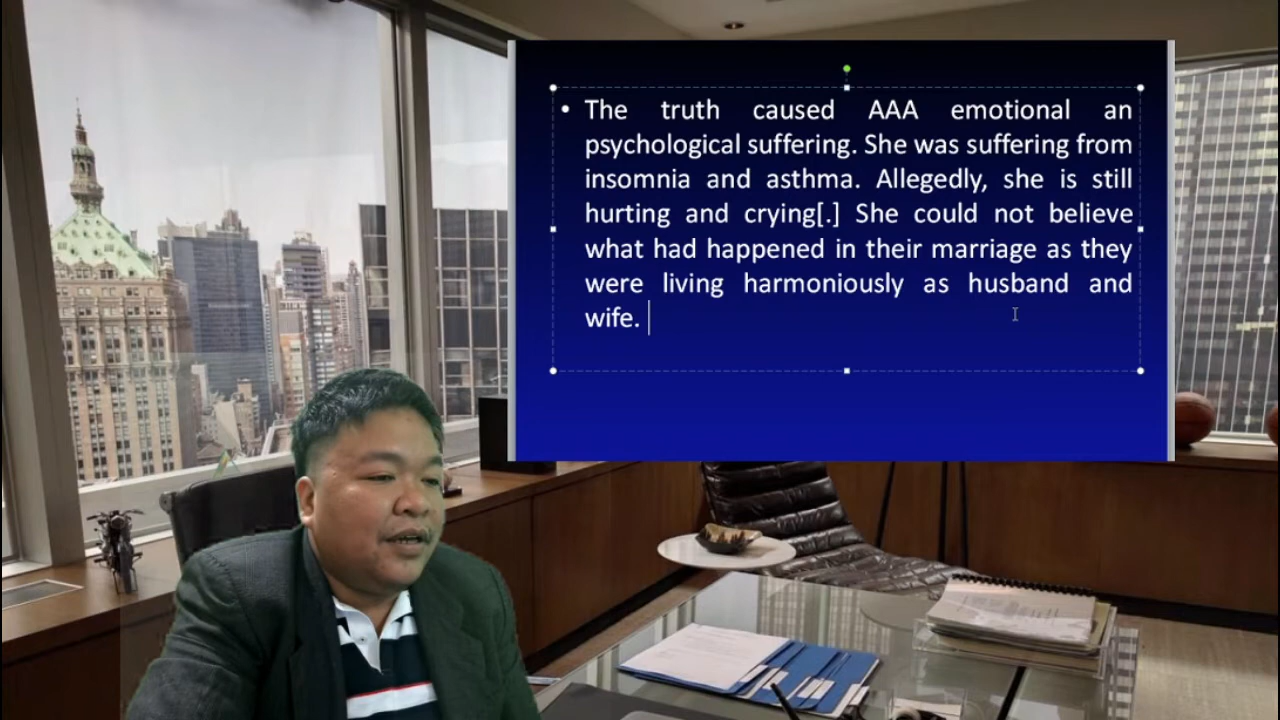 • The truth caused AAA emotional an
psychological suffering. She was suffering from
insomnia and asthma. Allegedly, she is still
hurting and crying[.] She could not believe
what had happened in their marriage as they
were living harmoniously as husband and
wife.